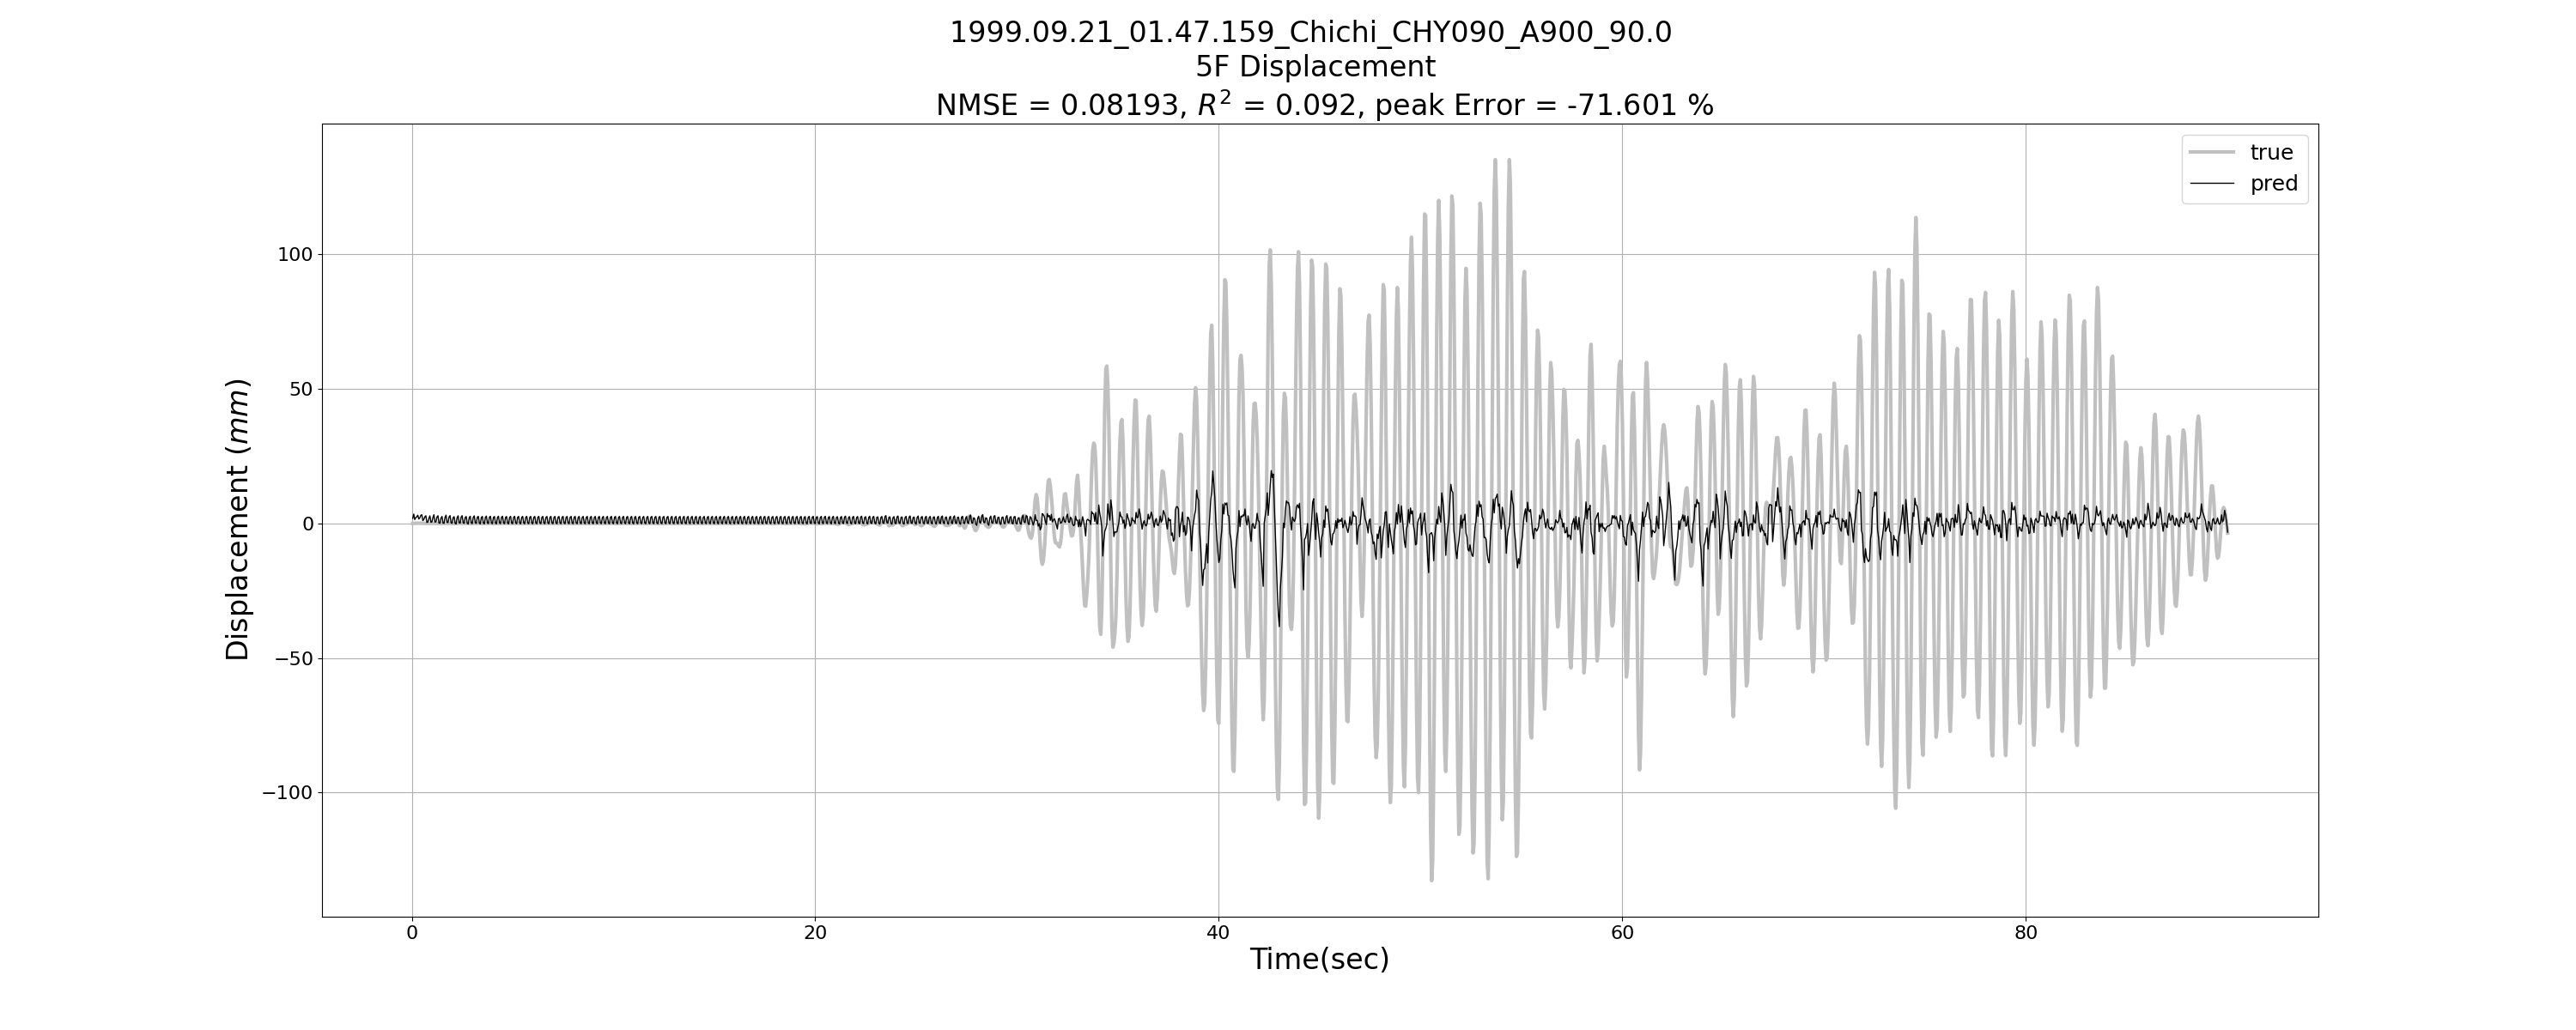 1999.09.21_01.47.159_Chichi_CHY090_A900_90.0
5F Displacement
NMSE = 0.08193, R² = 0.092, peak Error = -71.601 %
true
pred
Displacement (mm)
100
50
0
−50
−100
0 20 40 60 80
Time(sec)